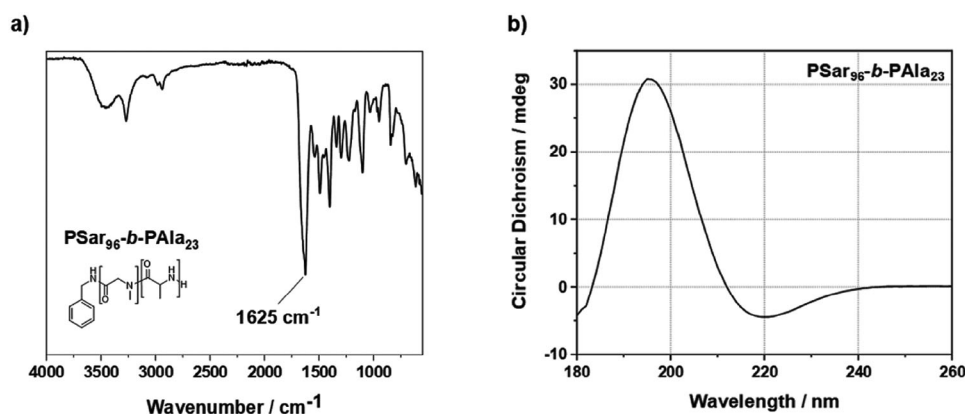 a)
PSar96-b-PAla23
H
N
O
N
O
H
N
H
1625 cm-1
4000 3500 3000 2500 2000 1500 1000
Wavenumber / cm-1
b)
PSar96-b-PAla23
Circular Dichroism / mdeg
30
20
10
0
-10
180 200 220 240 260
Wavelength / nm